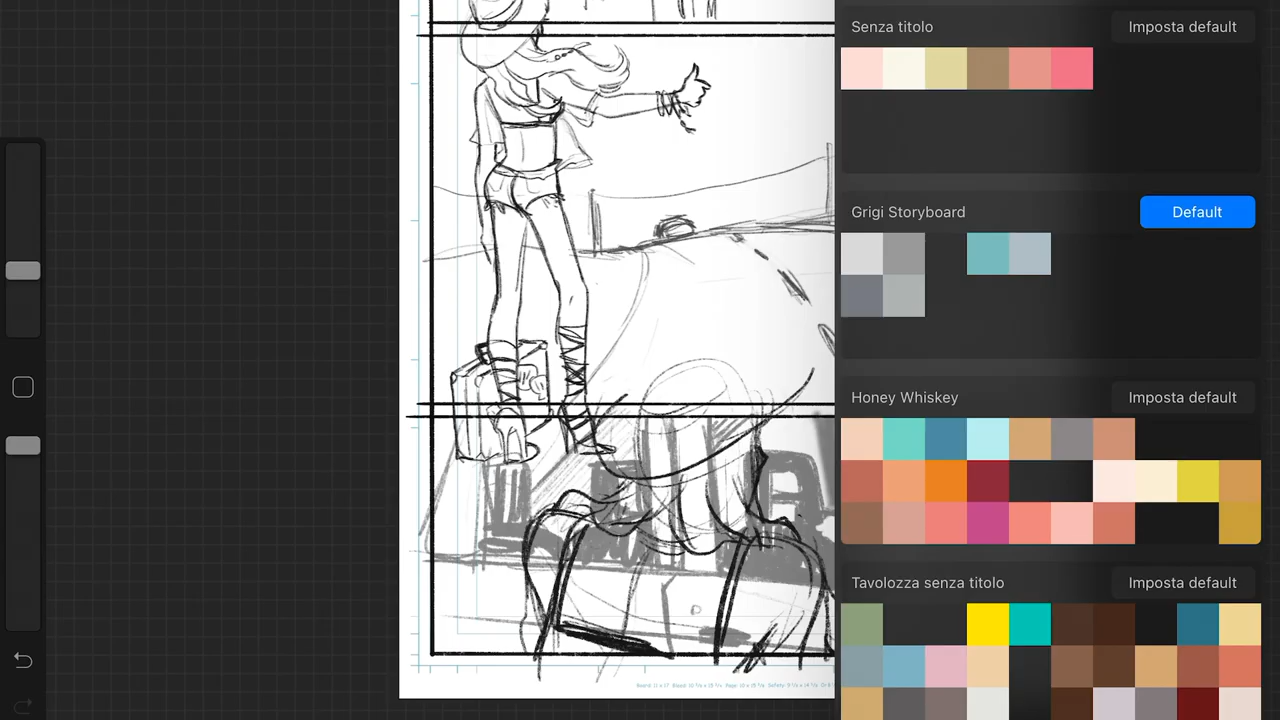 Senza titolo
Imposta default
Grigi Storyboard
Default
Honey Whiskey
Imposta default
Tavolozza senza titolo
Imposta default